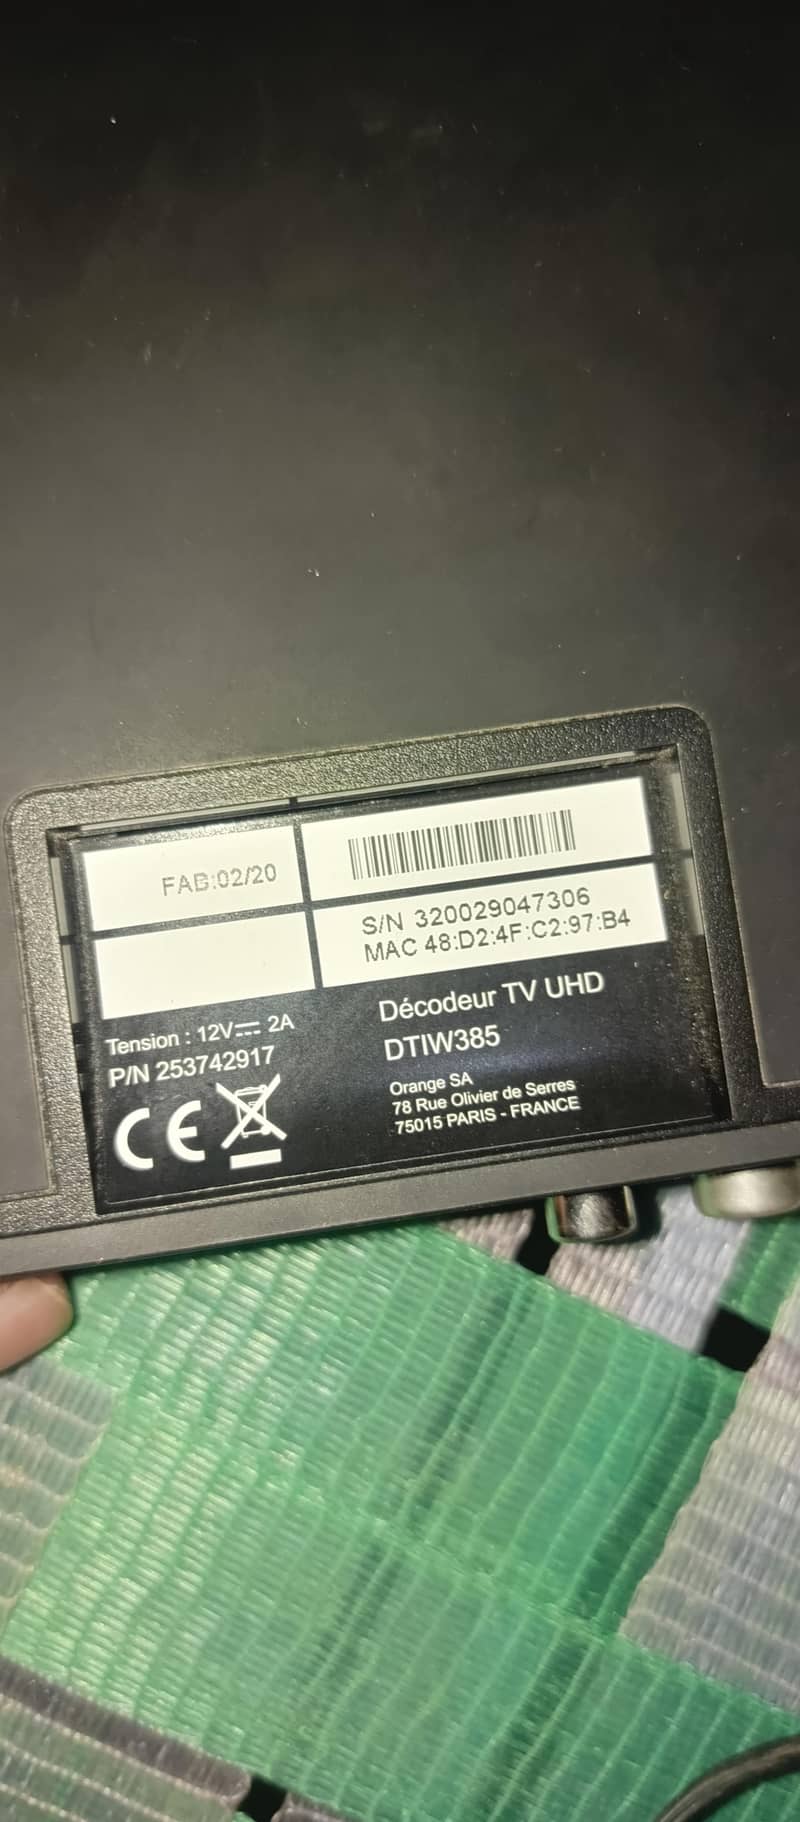 FAB:02/20
S/N 320029047306
MAC 48:D2:4F:C2:97:B4
Tension : 12V⎓ 2A
P/N 253742917
CE
Décodeur TV UHD
DTIW385
Orange SA
78 Rue Olivier de Serres
75015 PARIS - FRANCE